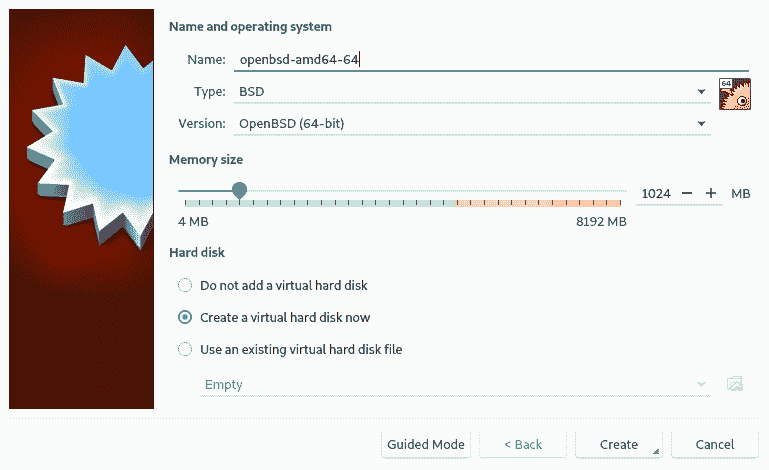 Name and operating system
Name: openbsd-amd64-64
Type: BSD
64
Version: OpenBSD (64-bit)
Memory size
1024 MB
4 MB 8192 MB
Hard disk
Do not add a virtual hard disk
Create a virtual hard disk now
Use an existing virtual hard disk file
Empty
Guided Mode < Back Create Cancel